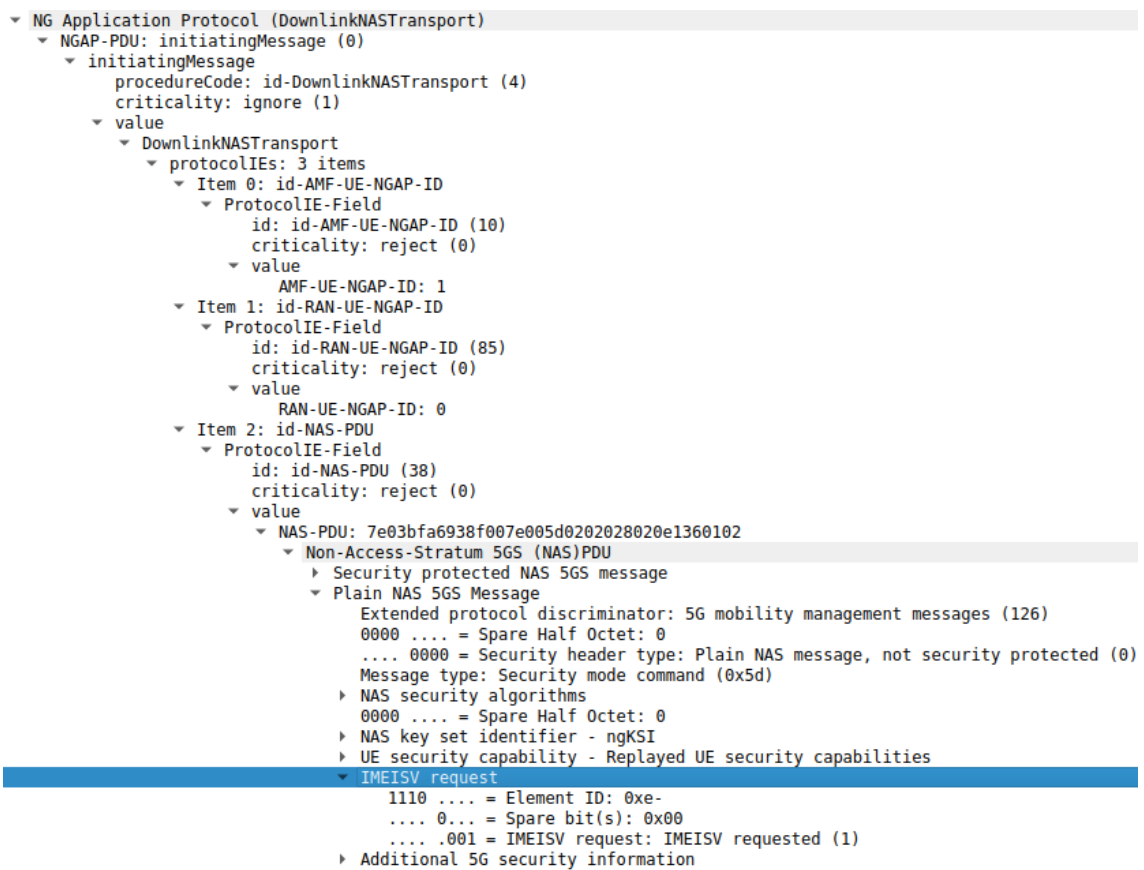 NG Application Protocol (DownlinkNASTransport)
NGAP-PDU: initiatingMessage (0)
initiatingMessage
procedureCode: id-DownlinkNASTransport (4)
criticality: ignore (1)
value
DownlinkNASTransport
protocolIEs: 3 items
Item 0: id-AMF-UE-NGAP-ID
ProtocolIE-Field
id: id-AMF-UE-NGAP-ID (10)
criticality: reject (0)
value
AMF-UE-NGAP-ID: 1
Item 1: id-RAN-UE-NGAP-ID
ProtocolIE-Field
id: id-RAN-UE-NGAP-ID (85)
criticality: reject (0)
value
RAN-UE-NGAP-ID: 0
Item 2: id-NAS-PDU
ProtocolIE-Field
id: id-NAS-PDU (38)
criticality: reject (0)
value
NAS-PDU: 7e03bfa6938f007e005d0202028020e1360102
Non-Access-Stratum 5GS (NAS)PDU
Security protected NAS 5GS message
Plain NAS 5GS Message
Extended protocol discriminator: 5G mobility management messages (126)
0000 .... = Spare Half Octet: 0
.... 0000 = Security header type: Plain NAS message, not security protected (0)
Message type: Security mode command (0x5d)
NAS security algorithms
0000 .... = Spare Half Octet: 0
NAS key set identifier - ngKSI
UE security capability - Replayed UE security capabilities
IMEISV request
1110 .... = Element ID: 0xe-
.... 0... = Spare bit(s): 0x00
.... .001 = IMEISV request: IMEISV requested (1)
Additional 5G security information